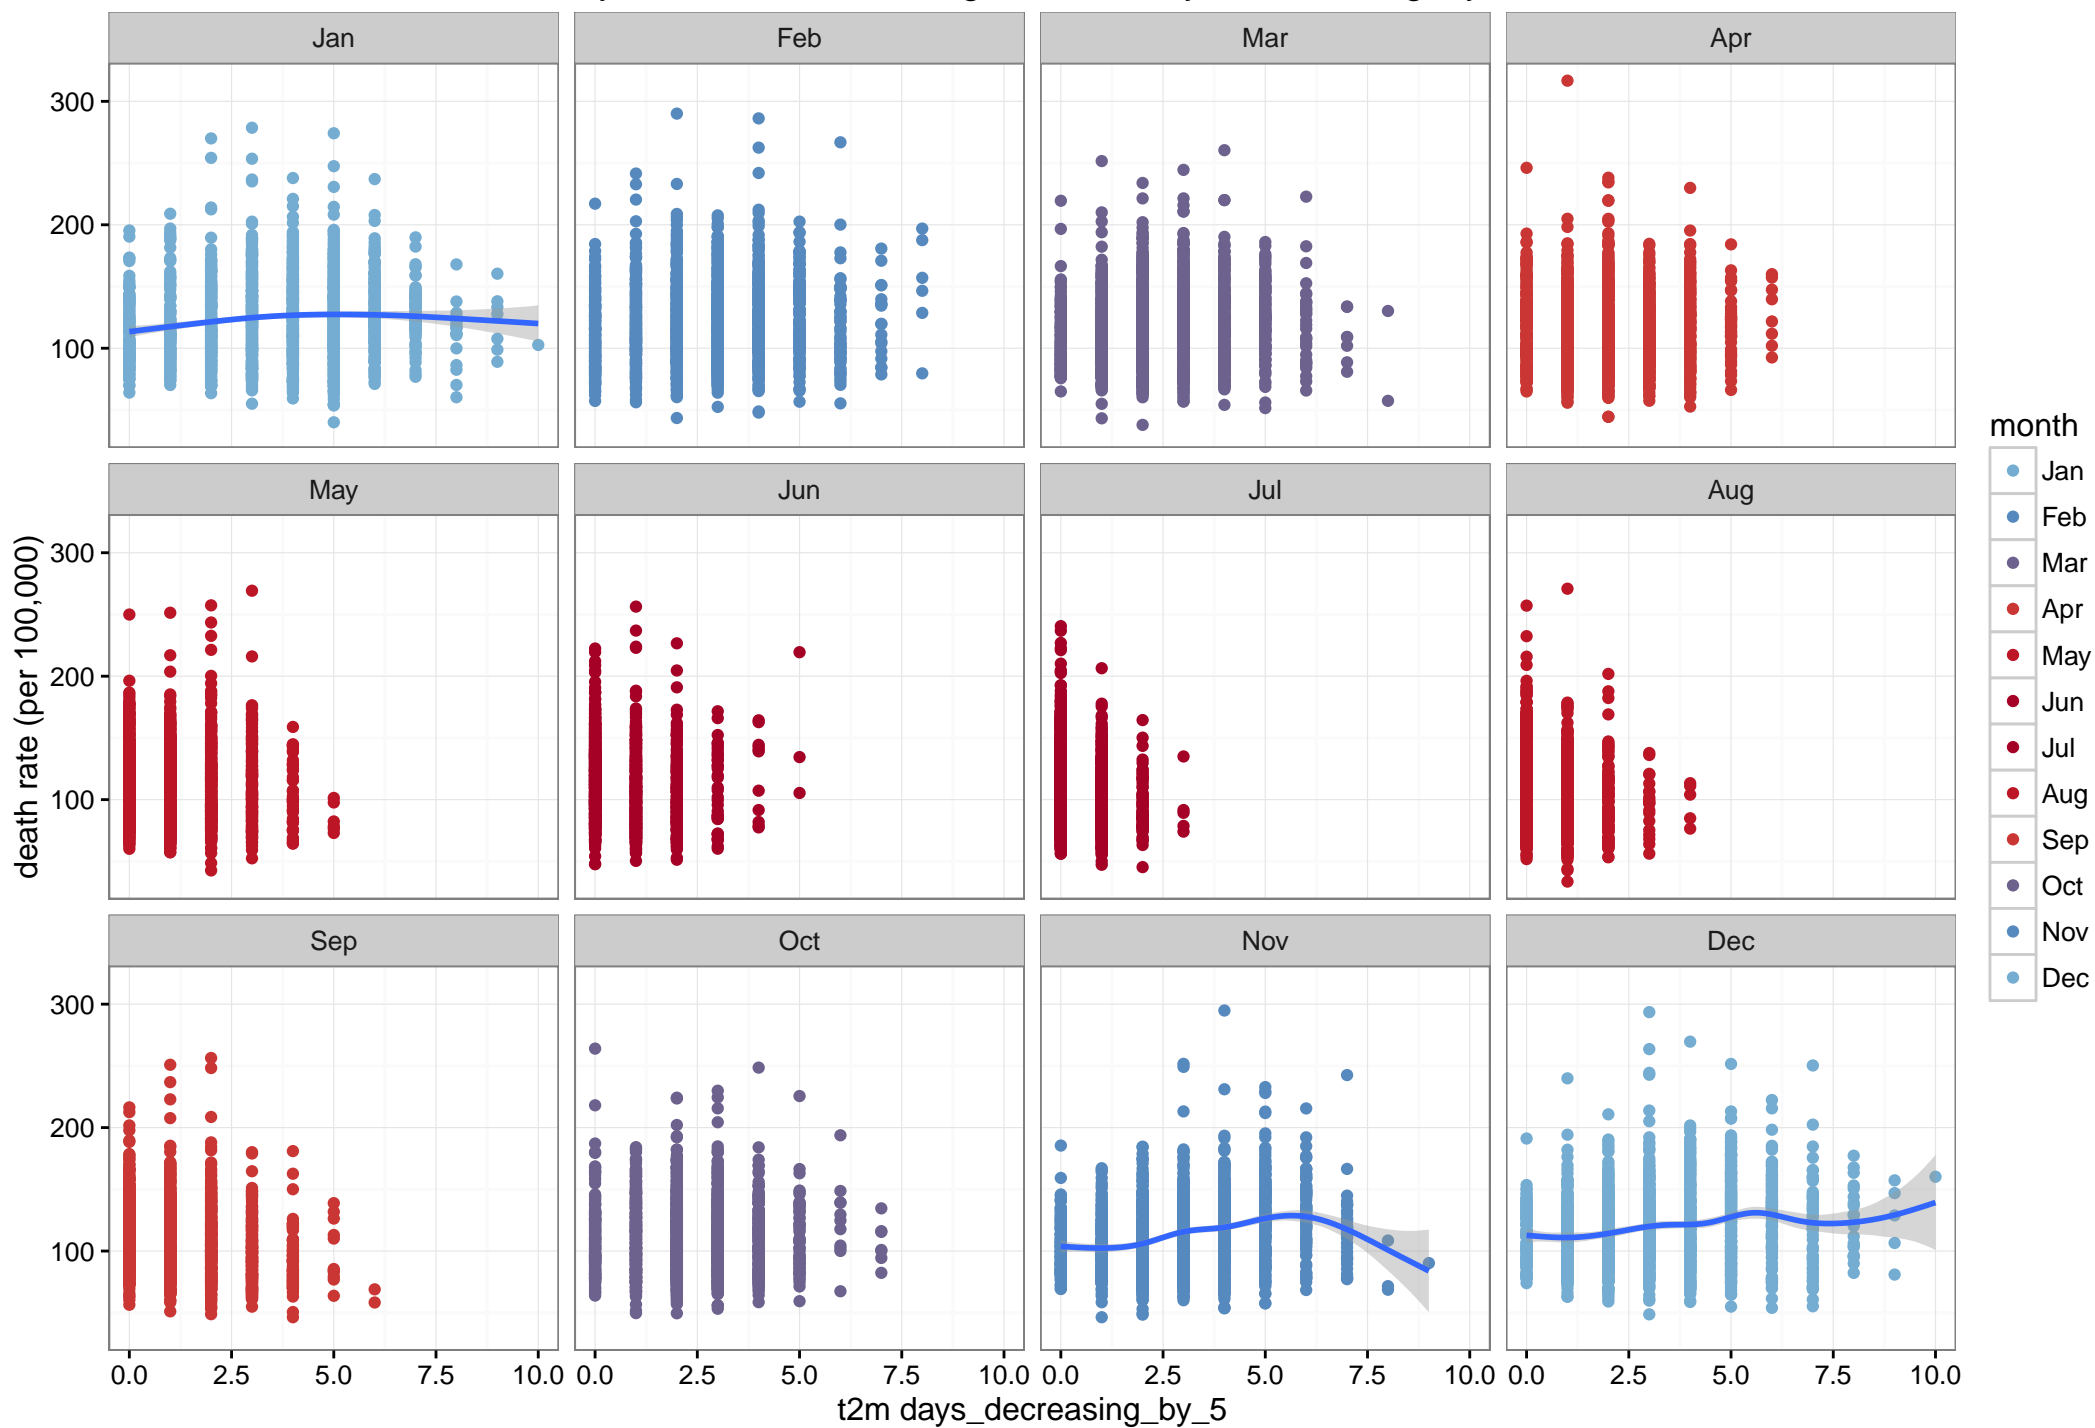 Jan Feb Mar Apr
300
200
100
May Jun Jul Aug
300
200
100
Sep Oct Nov Dec
300
200
100
0.0 2.5 5.0 7.5 10.0 0.0 2.5 5.0 7.5 10.0 0.0 2.5 5.0 7.5 10.0 0.0 2.5 5.0 7.5 10.0
t2m days_decreasing_by_5
death rate (per 100,000)
month
Jan
Feb
Mar
Apr
May
Jun
Jul
Aug
Sep
Oct
Nov
Dec